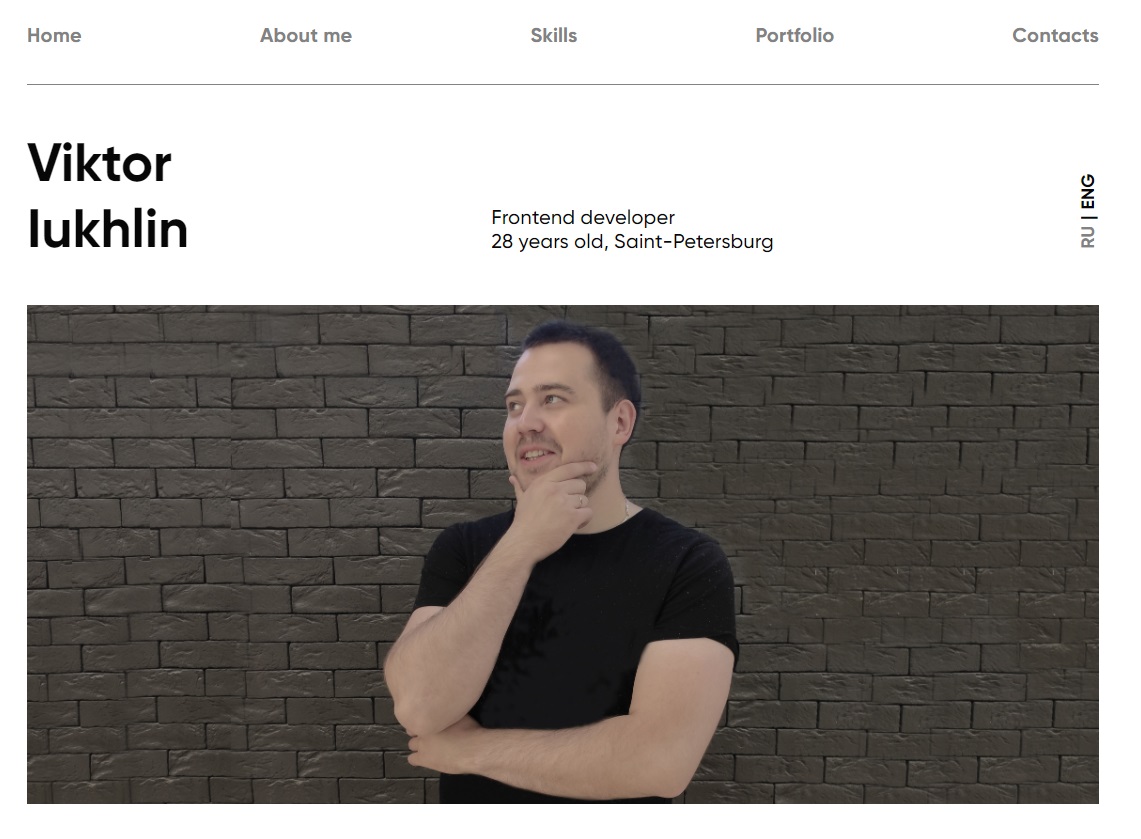 Home About me Skills Portfolio Contacts
Viktor
Iukhlin
Frontend developer
28 years old, Saint-Petersburg
RU | ENG